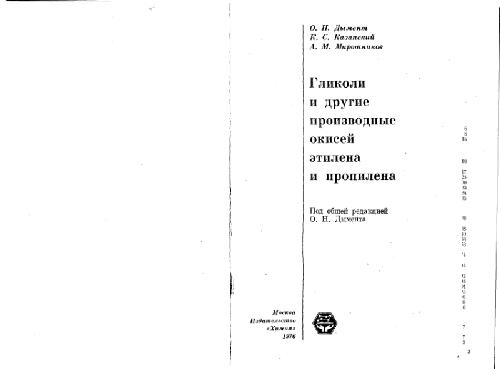 О. Н. Дымент
К. С. Казанский
А. М. Мирошников
Гликоли
и другие
производные
окисей
этилена
и пропилена
Под общей редакцией
О. Н. Дымента
Москва
Издательство
«Химия»
1976